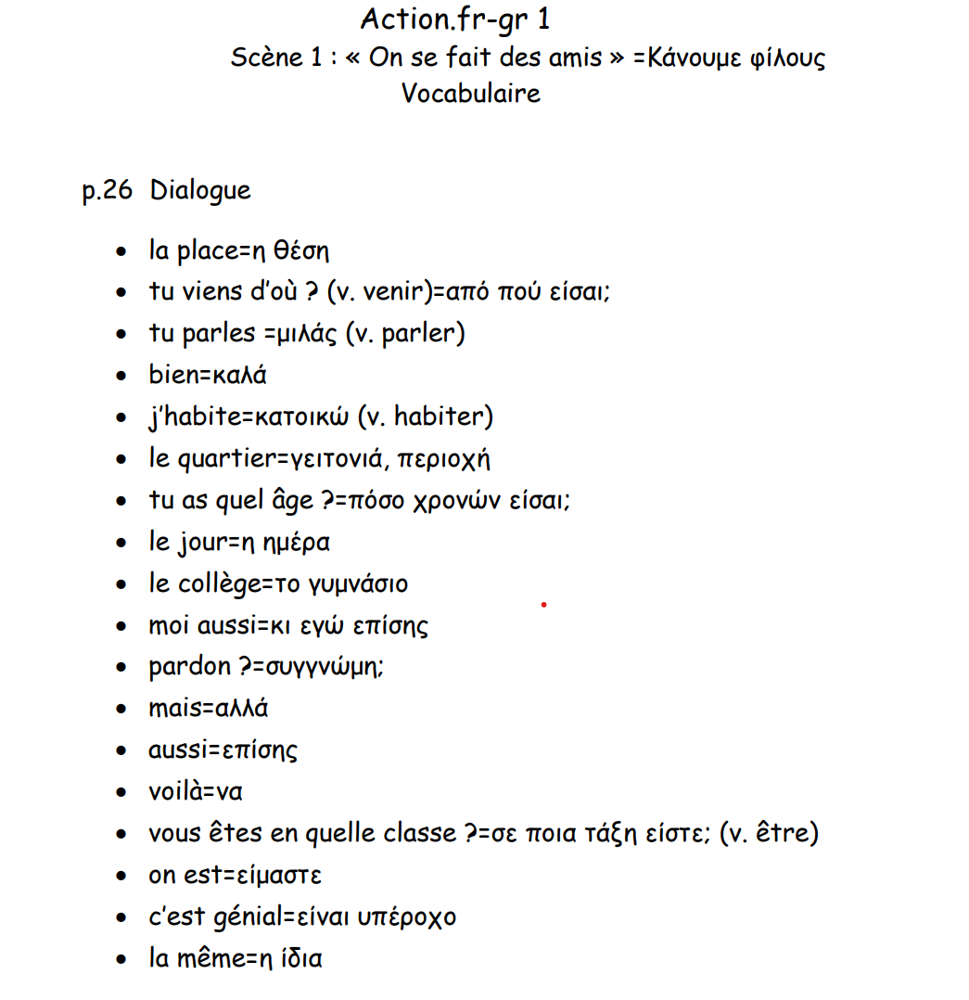 Action.fr-gr 1
Scène 1 : « On se fait des amis » =Κάνουμε φίλους
Vocabulaire
p.26 Dialogue
• la place=η θέση
• tu viens d’où ? (v. venir)=από πού είσαι;
• tu parles =μιλάς (v. parler)
• bien=καλά
• j’habite=κατοικώ (v. habiter)
• le quartier=γειτονιά, περιοχή
• tu as quel âge ?=πόσο χρονών είσαι;
• le jour=η ημέρα
• le collège=το γυμνάσιο
• moi aussi=κι εγώ επίσης
• pardon ?=συγγνώμη;
• mais=αλλά
• aussi=επίσης
• voilà=να
• vous êtes en quelle classe ?=σε ποια τάξη είστε; (v. être)
• on est=είμαστε
• c’est génial=είναι υπέροχο
• la même=η ίδια